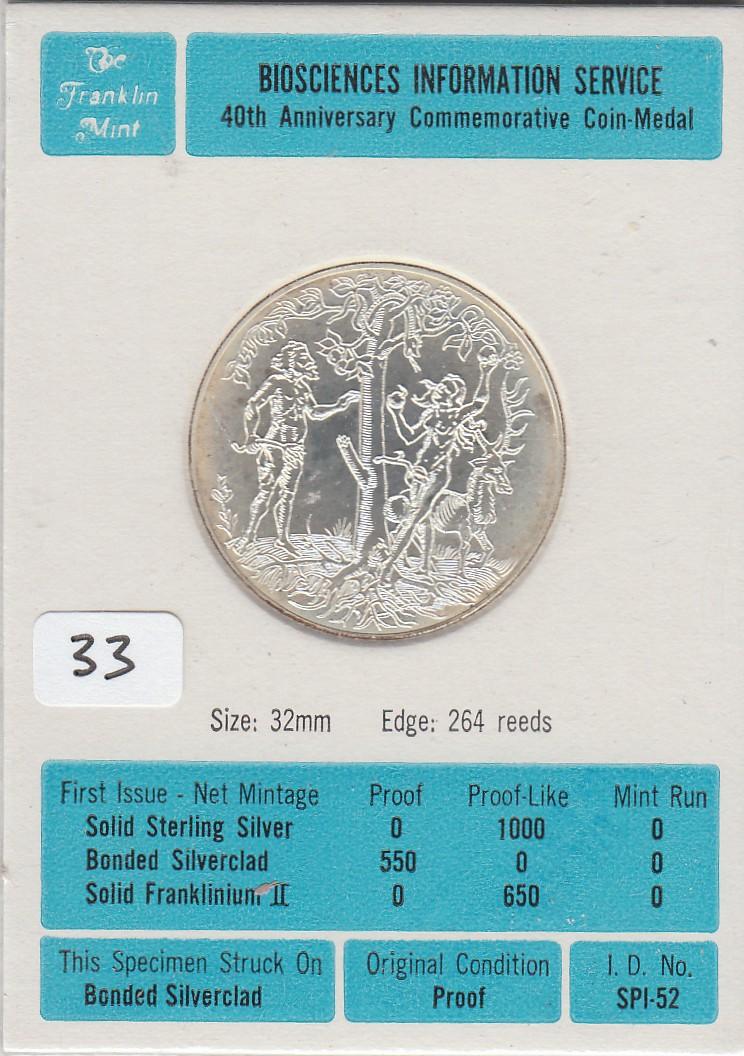 The
Franklin
Mint
BIOSCIENCES INFORMATION SERVICE
40th Anniversary Commemorative Coin-Medal
33
Size: 32mm Edge: 264 reeds
First Issue - Net Mintage Proof Proof-Like Mint Run
Solid Sterling Silver 0 1000 0
Bonded Silverclad 550 0 0
Solid Franklinium II 0 650 0
This Specimen Struck On
Bonded Silverclad
Original Condition
Proof
I. D. No.
SPI-52